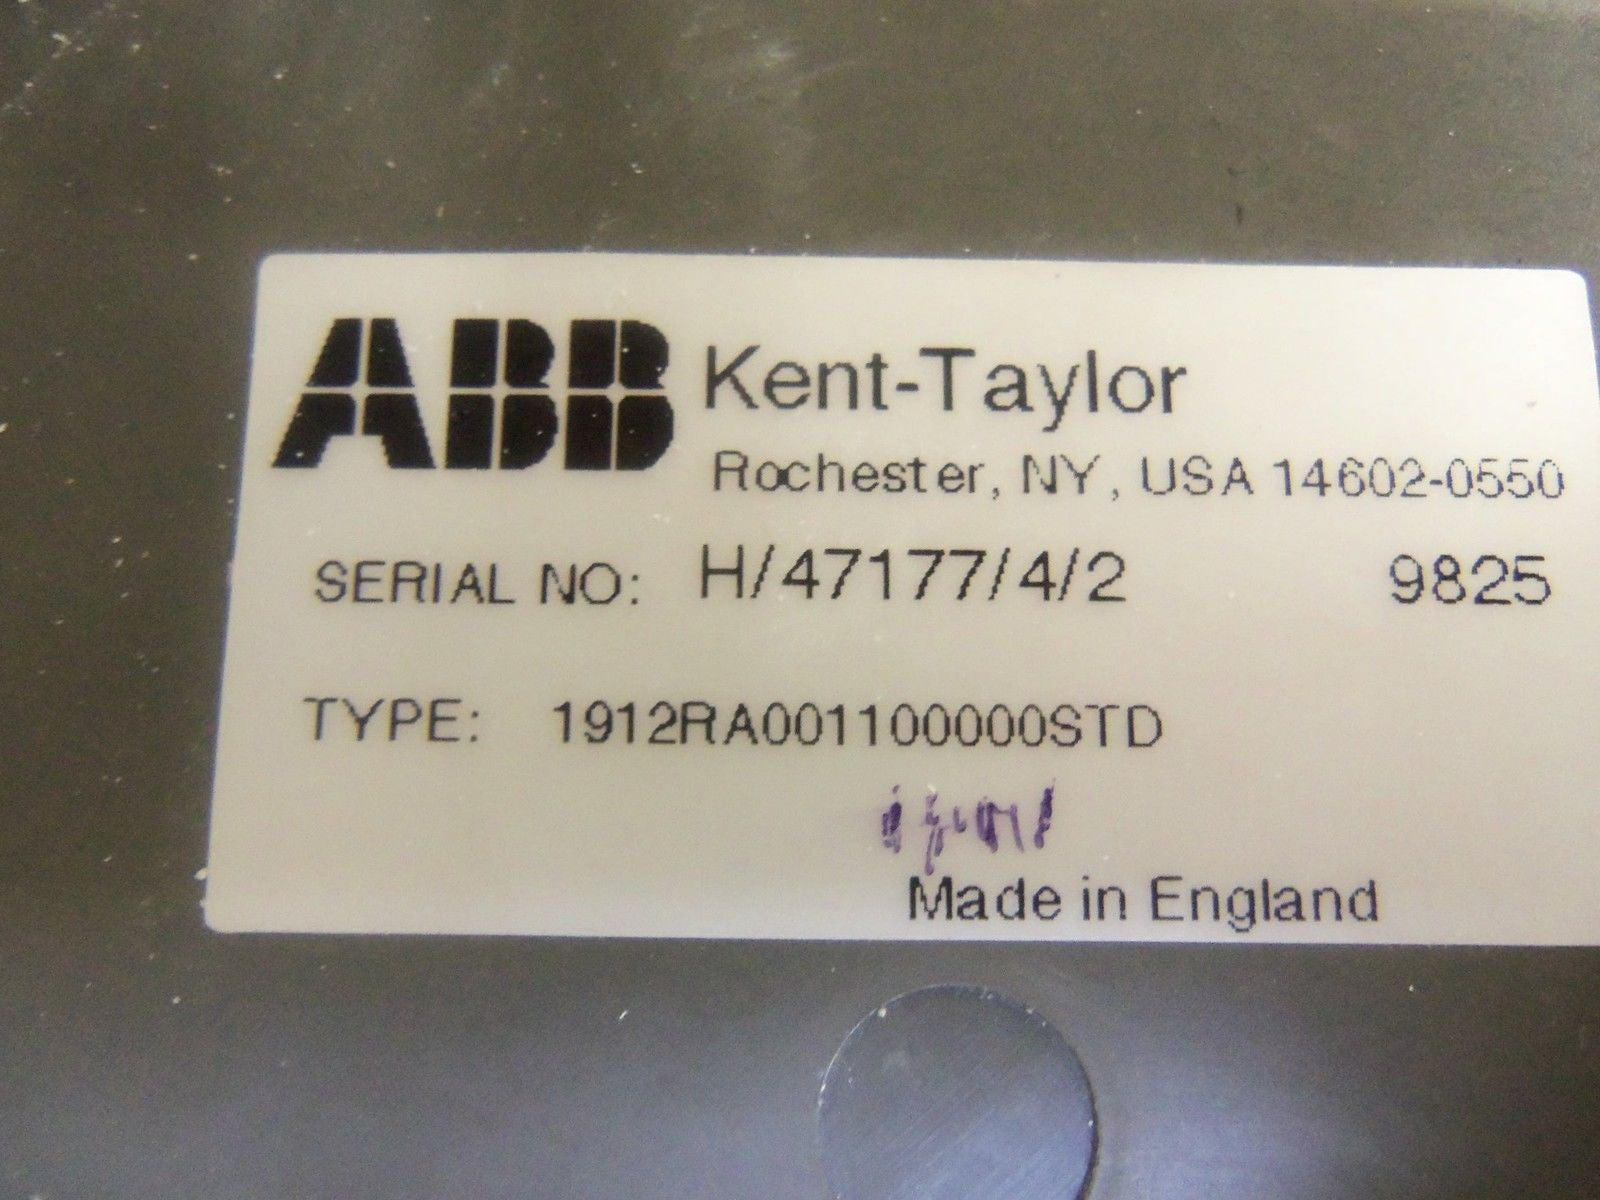 ABB Kent-Taylor
Rochester, NY, USA 14602-0550
SERIAL NO: H/47177/4/2 9825
TYPE: 1912RA001100000STD
Made in England